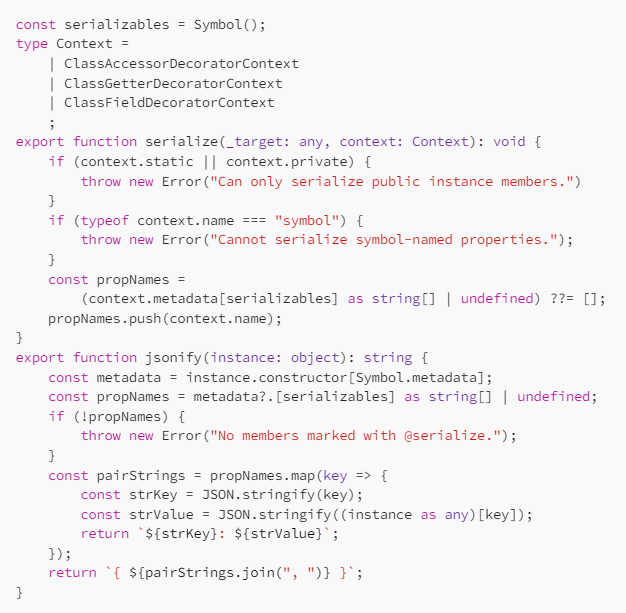 const serializables = Symbol();
type Context =
    | ClassAccessorDecoratorContext
    | ClassGetterDecoratorContext
    | ClassFieldDecoratorContext
    ;
export function serialize(_target: any, context: Context): void {
    if (context.static || context.private) {
        throw new Error("Can only serialize public instance members.")
    }
    if (typeof context.name === "symbol") {
        throw new Error("Cannot serialize symbol-named properties.");
    }
    const propNames =
        (context.metadata[serializables] as string[] | undefined) ??= [];
    propNames.push(context.name);
}
export function jsonify(instance: object): string {
    const metadata = instance.constructor[Symbol.metadata];
    const propNames = metadata?.[serializables] as string[] | undefined;
    if (!propNames) {
        throw new Error("No members marked with @serialize.");
    }
    const pairStrings = propNames.map(key => {
        const strKey = JSON.stringify(key);
        const strValue = JSON.stringify((instance as any)[key]);
        return `${strKey}: ${strValue}`;
    });
    return `{ ${pairStrings.join(", ")} }`;
}